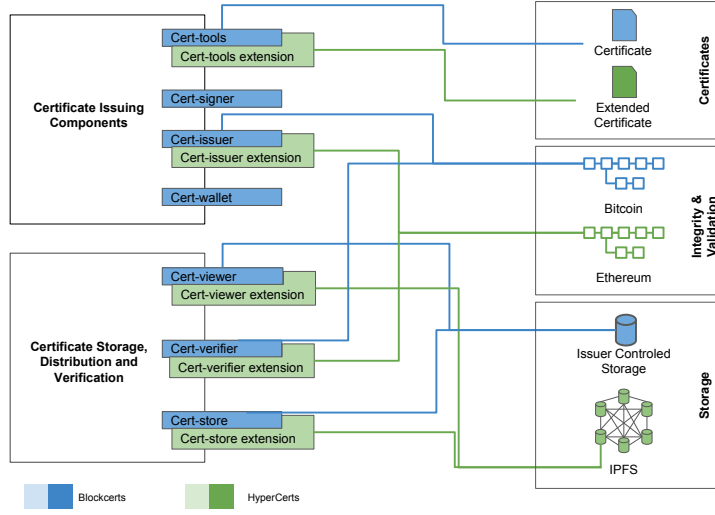 Certificate Issuing
Components
Cert-tools
Cert-tools extension
Cert-signer
Cert-issuer
Cert-issuer extension
Cert-wallet
Certificate Storage,
Distribution and
Verification
Cert-viewer
Cert-viewer extension
Cert-verifier
Cert-verifier extension
Cert-store
Cert-store extension
Certificate
Extended
Certificate
Certificates
Bitcoin
Ethereum
Integrity &
Validation
Issuer Controled
Storage
IPFS
Storage
Blockcerts
HyperCerts